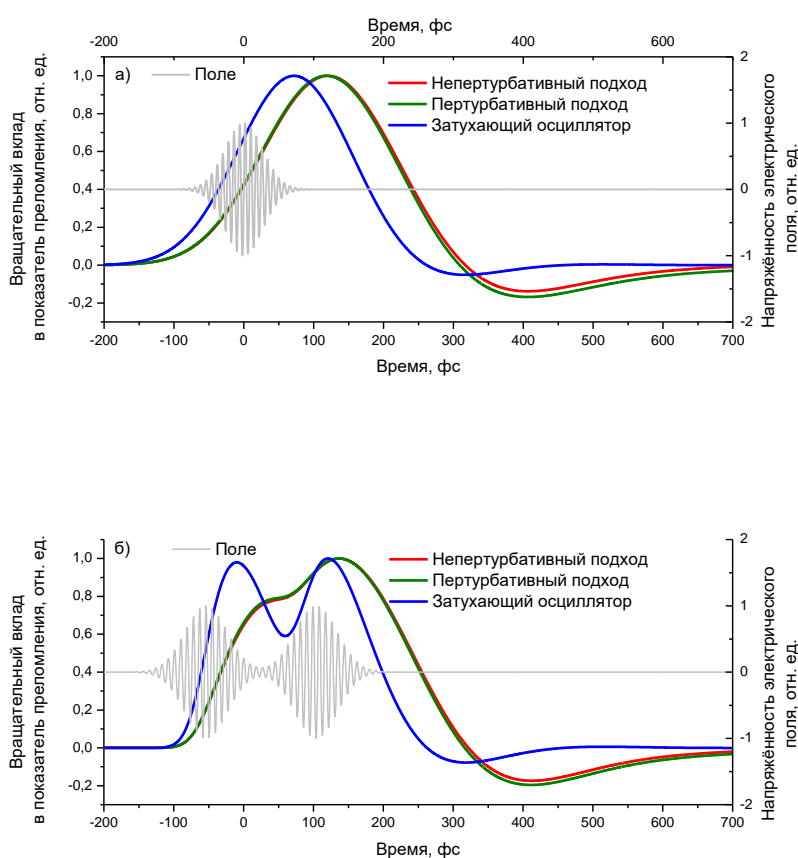 Время, фс
-200 0 200 400 600
а) Поле
Непертурбативный подход
Пертурбативный подход
Затухающий осциллятор
Вращательный вклад
в показатель преломления, отн. ед.
1,0
0,8
0,6
0,4
0,2
0,0
-0,2
2
1
0
-1
-2
Напряжённость электрического
поля, отн. ед.
-200 -100 0 100 200 300 400 500 600 700
Время, фс
б) Поле
Непертурбативный подход
Пертурбативный подход
Затухающий осциллятор
Вращательный вклад
в показатель преломления, отн. ед.
1,0
0,8
0,6
0,4
0,2
0,0
-0,2
2
1
0
-1
-2
Напряжённость электрического
поля, отн. ед.
-200 -100 0 100 200 300 400 500 600 700
Время, фс